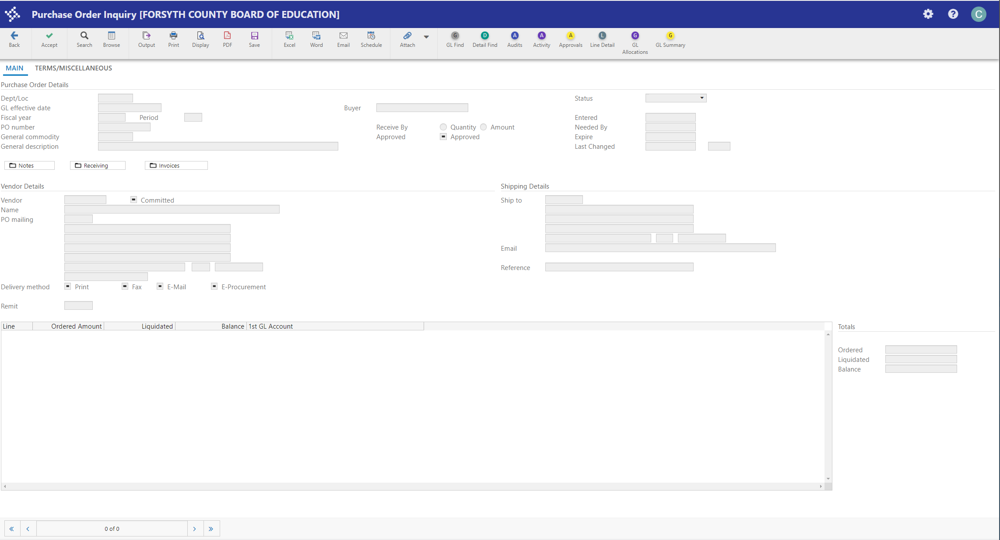 Purchase Order Inquiry [FORSYTH COUNTY BOARD OF EDUCATION]
? C
Back Accept Search Browse Output Print Display PDF Save Excel Word Email Schedule Attach
G D A A A L G G
GL Find Detail Find Audits Activity Approvals Line Detail GL Allocations GL Summary
MAIN TERMS/MISCELLANEOUS
Purchase Order Details
Dept/Loc Status
GL effective date Buyer
Fiscal year Period Entered
PO number Receive By Quantity Amount Needed By
General commodity Approved Approved Expire
General description Last Changed
Notes Receiving Invoices
Vendor Details Shipping Details
Vendor Committed Ship to
Name
PO mailing
Email
Reference
Delivery method Print Fax E-Mail E-Procurement
Remit
Line Ordered Amount Liquidated Balance 1st GL Account
Totals
Ordered
Liquidated
Balance
0 of 0